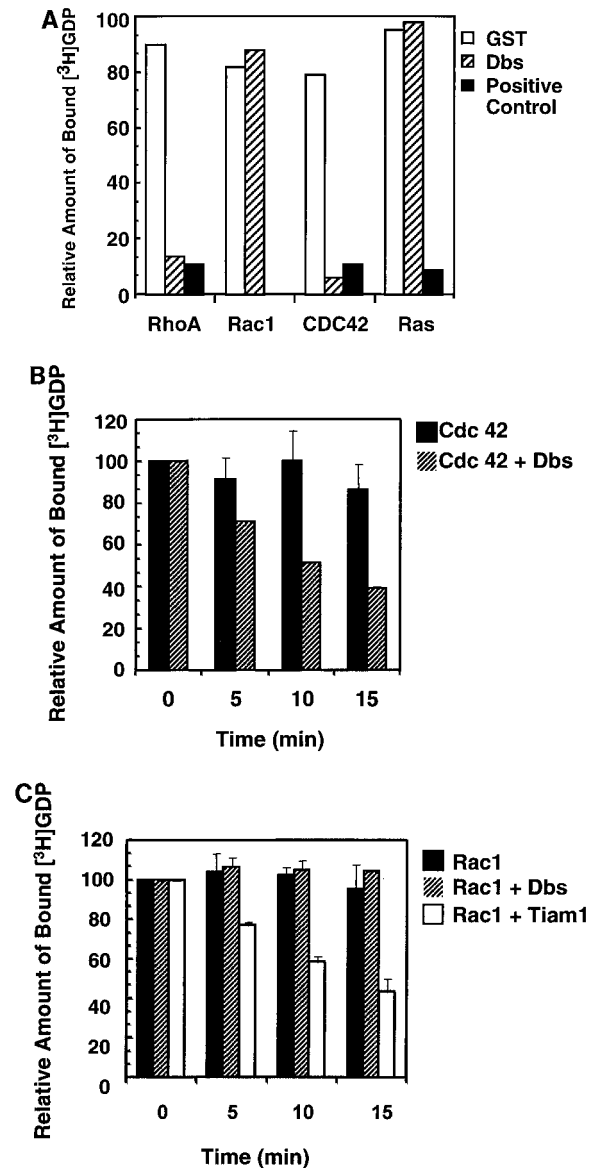 A
Relative Amount of Bound [³H]GDP
100
80
60
40
20
0
GST
Dbs
Positive
Control
RhoA Rac1 CDC42 Ras
B
Relative Amount of Bound [³H]GDP
120
100
80
60
40
20
0
Cdc 42
Cdc 42 + Dbs
0 5 10 15
Time (min)
C
Relative Amount of Bound [³H]GDP
120
100
80
60
40
20
0
Rac1
Rac1 + Dbs
Rac1 + Tiam1
0 5 10 15
Time (min)